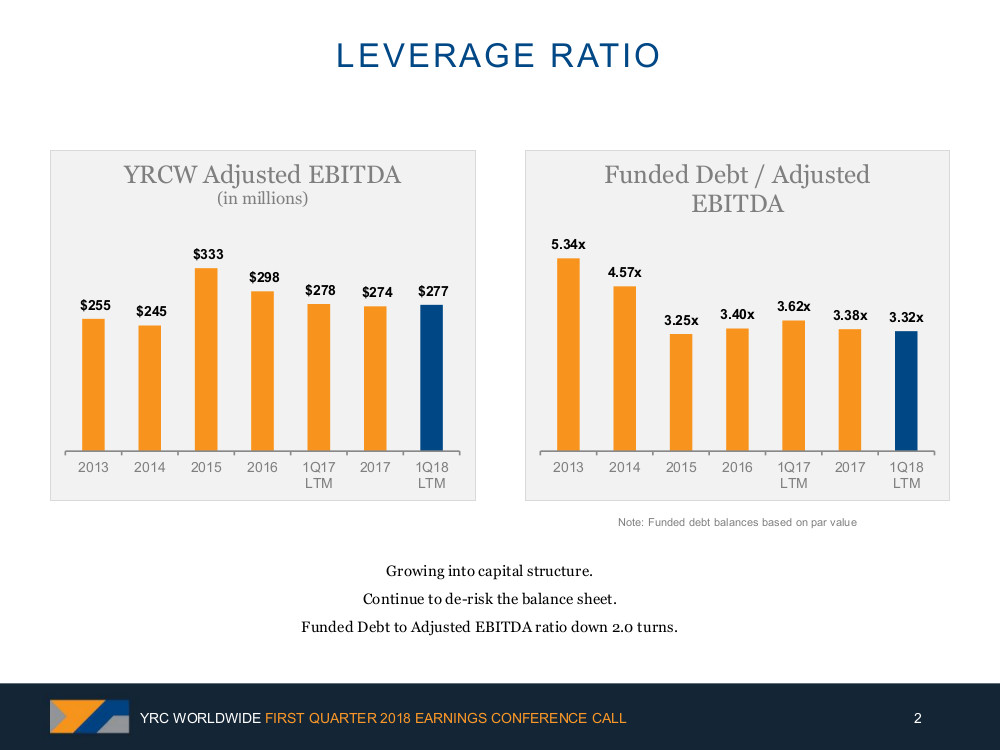 LEVERAGE RATIO
YRCW Adjusted EBITDA
(in millions)
$255
$245
$333
$298
$278
$274
$277
2013
2014
2015
2016
1Q17
LTM
2017
1Q18
LTM
Funded Debt / Adjusted
EBITDA
5.34x
4.57x
3.25x
3.40x
3.62x
3.38x
3.32x
2013
2014
2015
2016
1Q17
LTM
2017
1Q18
LTM
Note: Funded debt balances based on par value
Growing into capital structure.
Continue to de-risk the balance sheet.
Funded Debt to Adjusted EBITDA ratio down 2.0 turns.
YRC WORLDWIDE FIRST QUARTER 2018 EARNINGS CONFERENCE CALL
2